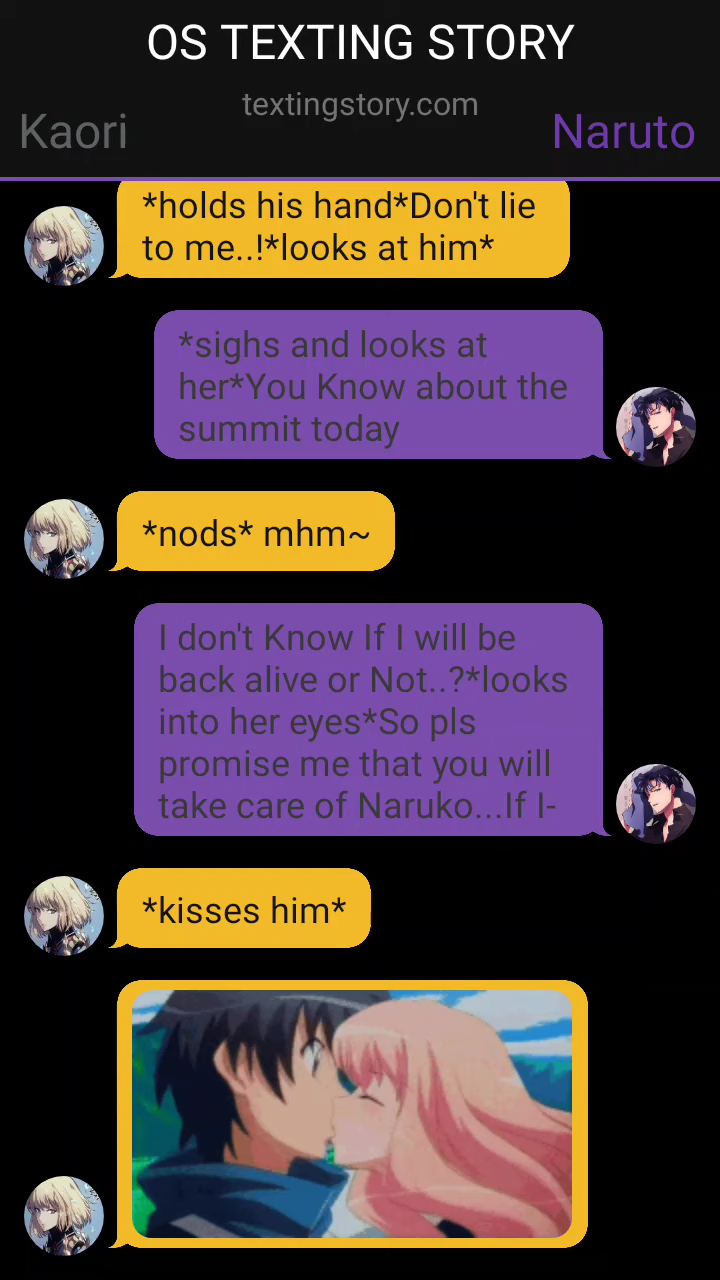 OS TEXTING STORY
textingstory.com
Kaori
Naruto
*holds his hand*Don't lie
to me..!*looks at him*
*sighs and looks at
her*You Know about the
summit today
*nods* mhm~
I don't Know If I will be
back alive or Not..?*looks
into her eyes*So pls
promise me that you will
take care of Naruko...If I-
*kisses him*